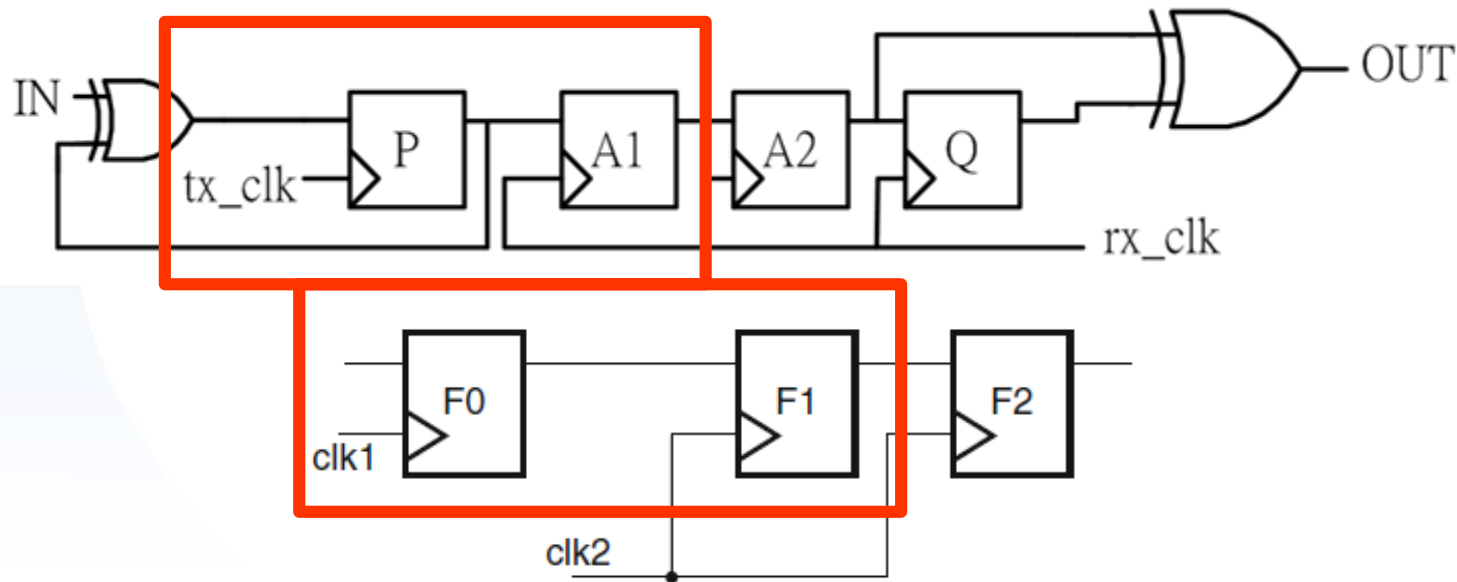 IN
P
A1
A2
Q
OUT
tx_clk
rx_clk
F0
F1
F2
clk1
clk2